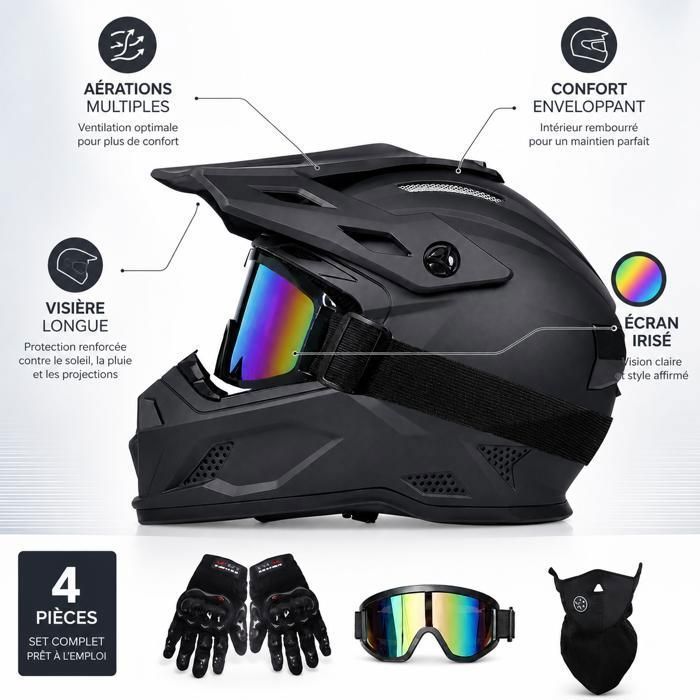 AÉRATIONS
MULTIPLES
Ventilation optimale
pour plus de confort
CONFORT
ENVELOPPANT
Intérieur rembourré
pour un maintien parfait
VISIÈRE
LONGUE
Protection renforcée
contre le soleil, la pluie
et les projections
ÉCRAN
IRISÉ
Vision claire
et style affirmé
4
PIÈCES
SET COMPLET
PRÊT À L'EMPLOI